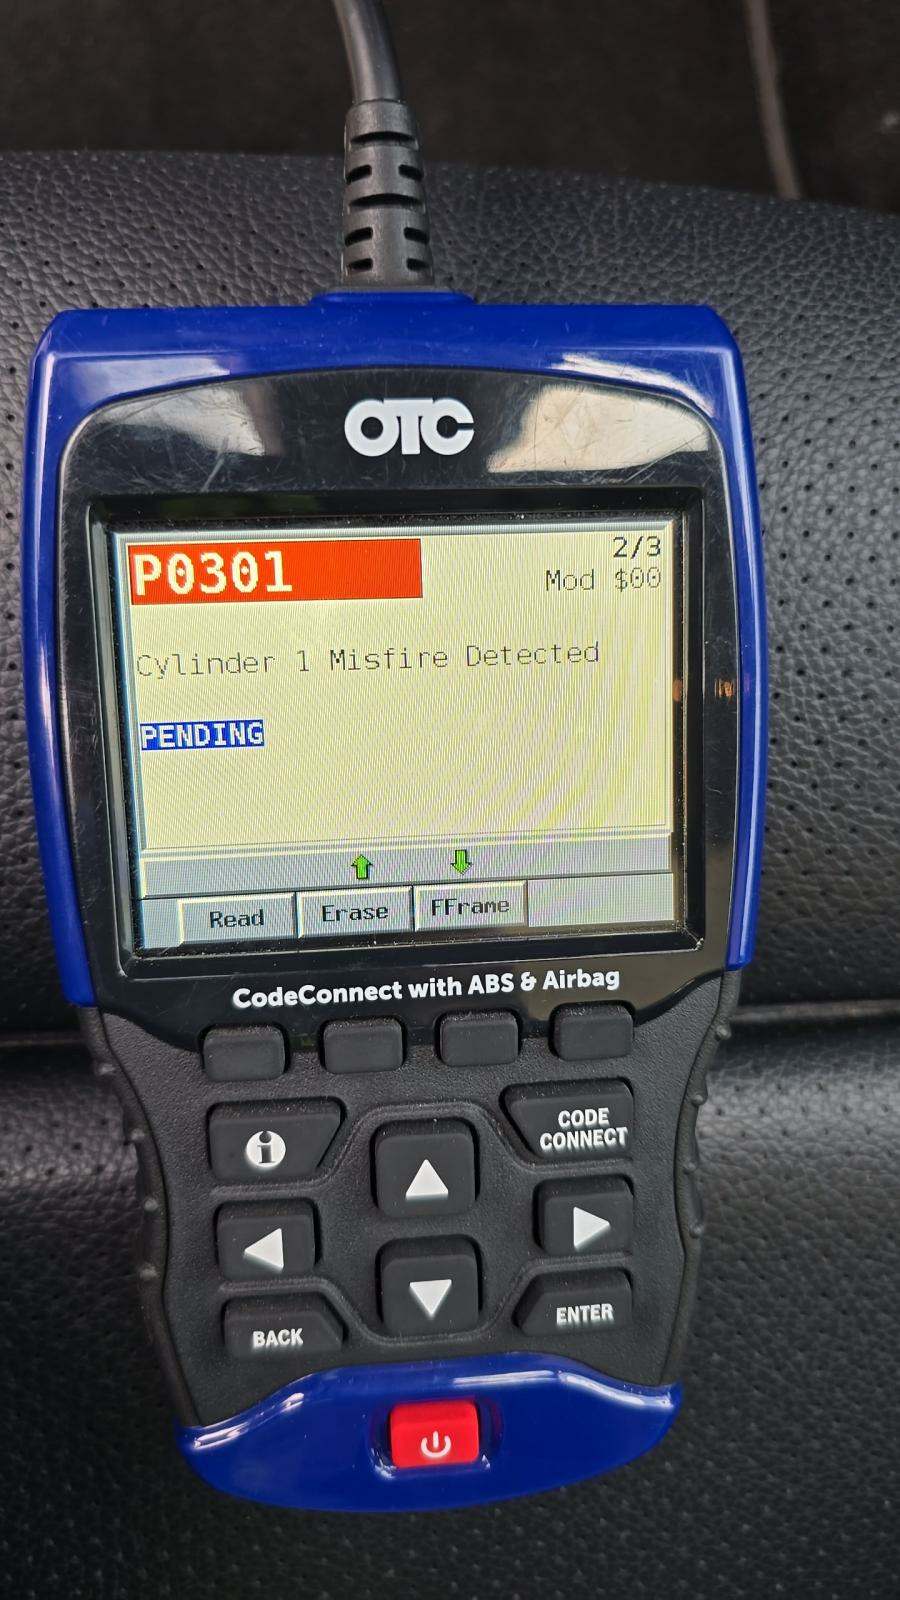 OTC
P0301
2/3
Mod $00
Cylinder 1 Misfire Detected
PENDING
Read Erase FFrame
CodeConnect with ABS & Airbag
i
CODE
CONNECT
BACK
ENTER